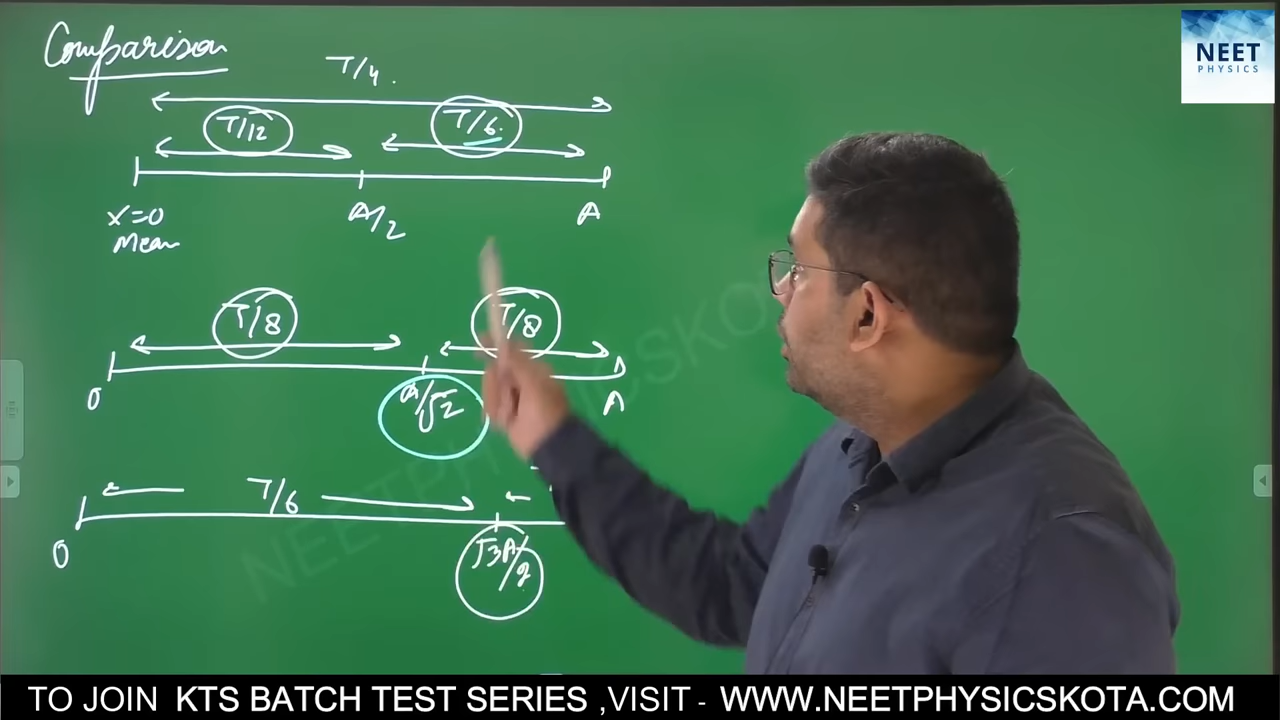 Comparison
NEET
PHYSICS
T/4.
T/12
T/6.
x=0
Mean
A/2
A
T/8
T/8
0
A/√2
A
T/6
0
√3A/2
NEETPHYSICSKOTA
TO JOIN KTS BATCH TEST SERIES ,VISIT - WWW.NEETPHYSICSKOTA.COM